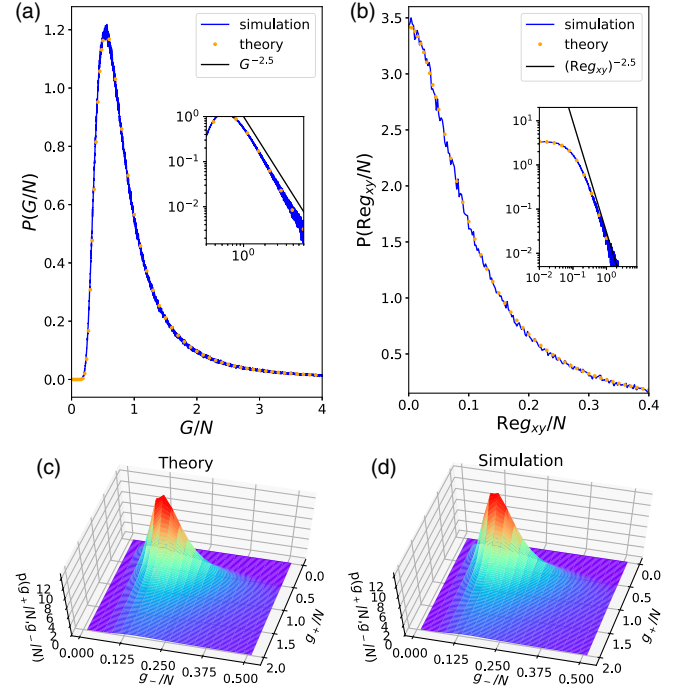 (a)
simulation
theory
G^{-2.5}
P(G/N)
1.2
1.0
0.8
0.6
0.4
0.2
0.0
10^0
10^{-1}
10^{-2}
10^0
0 1 2 3 4
G/N
(b)
simulation
theory
(Reg_{xy})^{-2.5}
P(Reg_{xy}/N)
3.5
3.0
2.5
2.0
1.5
1.0
0.5
10^1
10^0
10^{-1}
10^{-2}
10^{-2} 10^{-1} 10^0
0.0 0.1 0.2 0.3 0.4
Reg_{xy}/N
(c)
Theory
p(g_+/N,g_-/N)
12
10
8
6
4
2
0
0.000 0.125 0.250 0.375 0.500
g_-/N
0.0
0.5
1.0
1.5
2.0
g_+/N
(d)
Simulation
p(g_+/N,g_-/N)
12
10
8
6
4
2
0
0.000 0.125 0.250 0.375 0.500
g_-/N
0.0
0.5
1.0
1.5
2.0
g_+/N